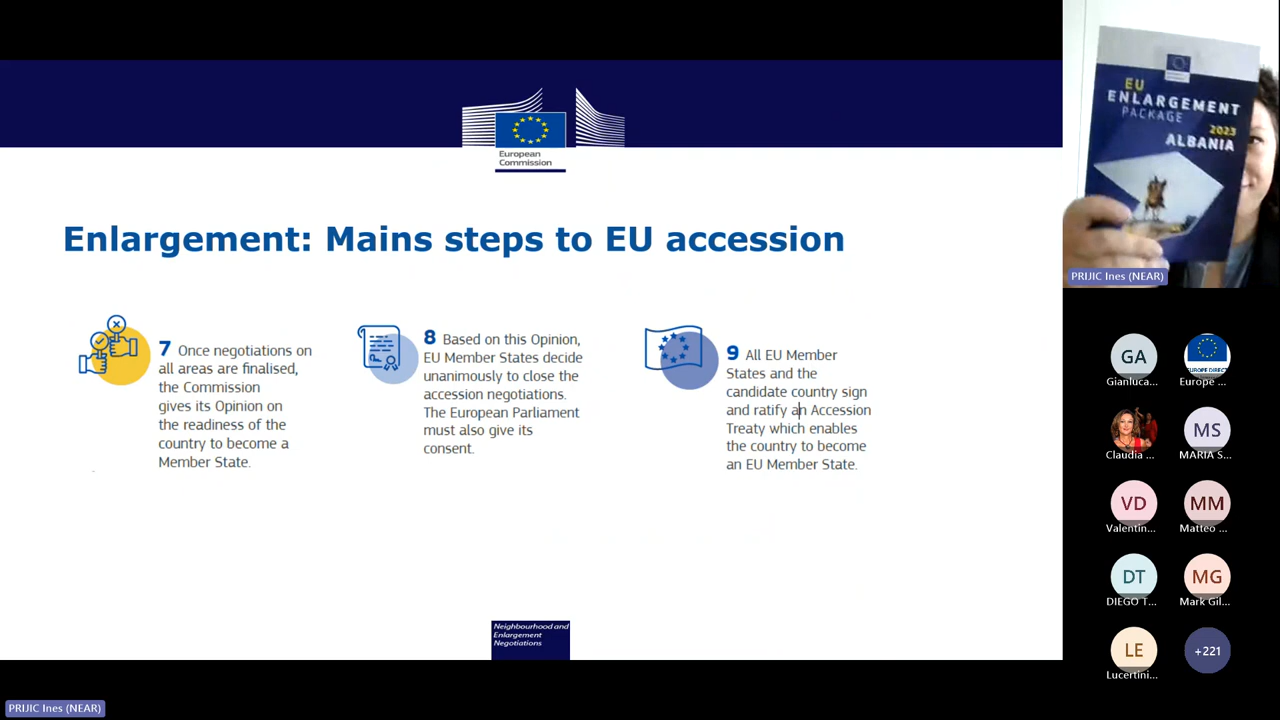 European
Commission
Enlargement: Mains steps to EU accession
7 Once negotiations on
all areas are finalised,
the Commission
gives its Opinion on
the readiness of the
country to become a
Member State.
8 Based on this Opinion,
EU Member States decide
unanimously to close the
accession negotiations.
The European Parliament
must also give its
consent.
9 All EU Member
States and the
candidate country sign
and ratify an Accession
Treaty which enables
the country to become
an EU Member State.
Neighbourhood and
Enlargement
Negotiations
PRIJIC Ines (NEAR)
EU
ENLARGEMENT
PACKAGE
2023
ALBANIA
PRIJIC Ines (NEAR)
GA
Gianluca...
EUROPE DIRECT
Europe ...
Claudia ...
MS
MARIA S...
VD
Valentin...
MM
Matteo ...
DT
DIEGO T...
MG
Mark Gil...
LE
Lucertini...
+221